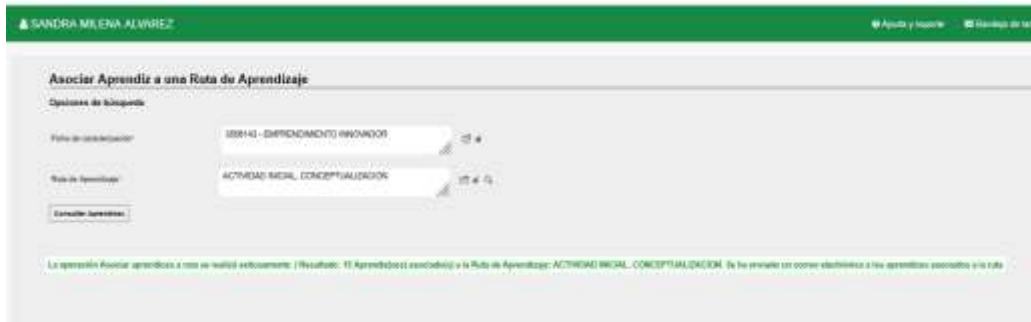 SANDRA MILENA ALVAREZ
Ayuda y soporte
Bandeja de
Asociar Aprendiz a una Ruta de Aprendizaje
Opciones de búsqueda
Ficha de caracterización*
EMPRENDIMIENTO INNOVADOR
Ruta de Aprendizaje*
ACTIVIDAD INICIAL, CONCEPTUALIZACION
Consultar Aprendices
La operación Asociar aprendices a ruta se realizó exitosamente. | Resultado: Aprendiz(ces) asociado(s) a la Ruta de Aprendizaje: ACTIVIDAD INICIAL, CONCEPTUALIZACION. Se ha enviado un correo electrónico a los aprendices asociados a la ruta